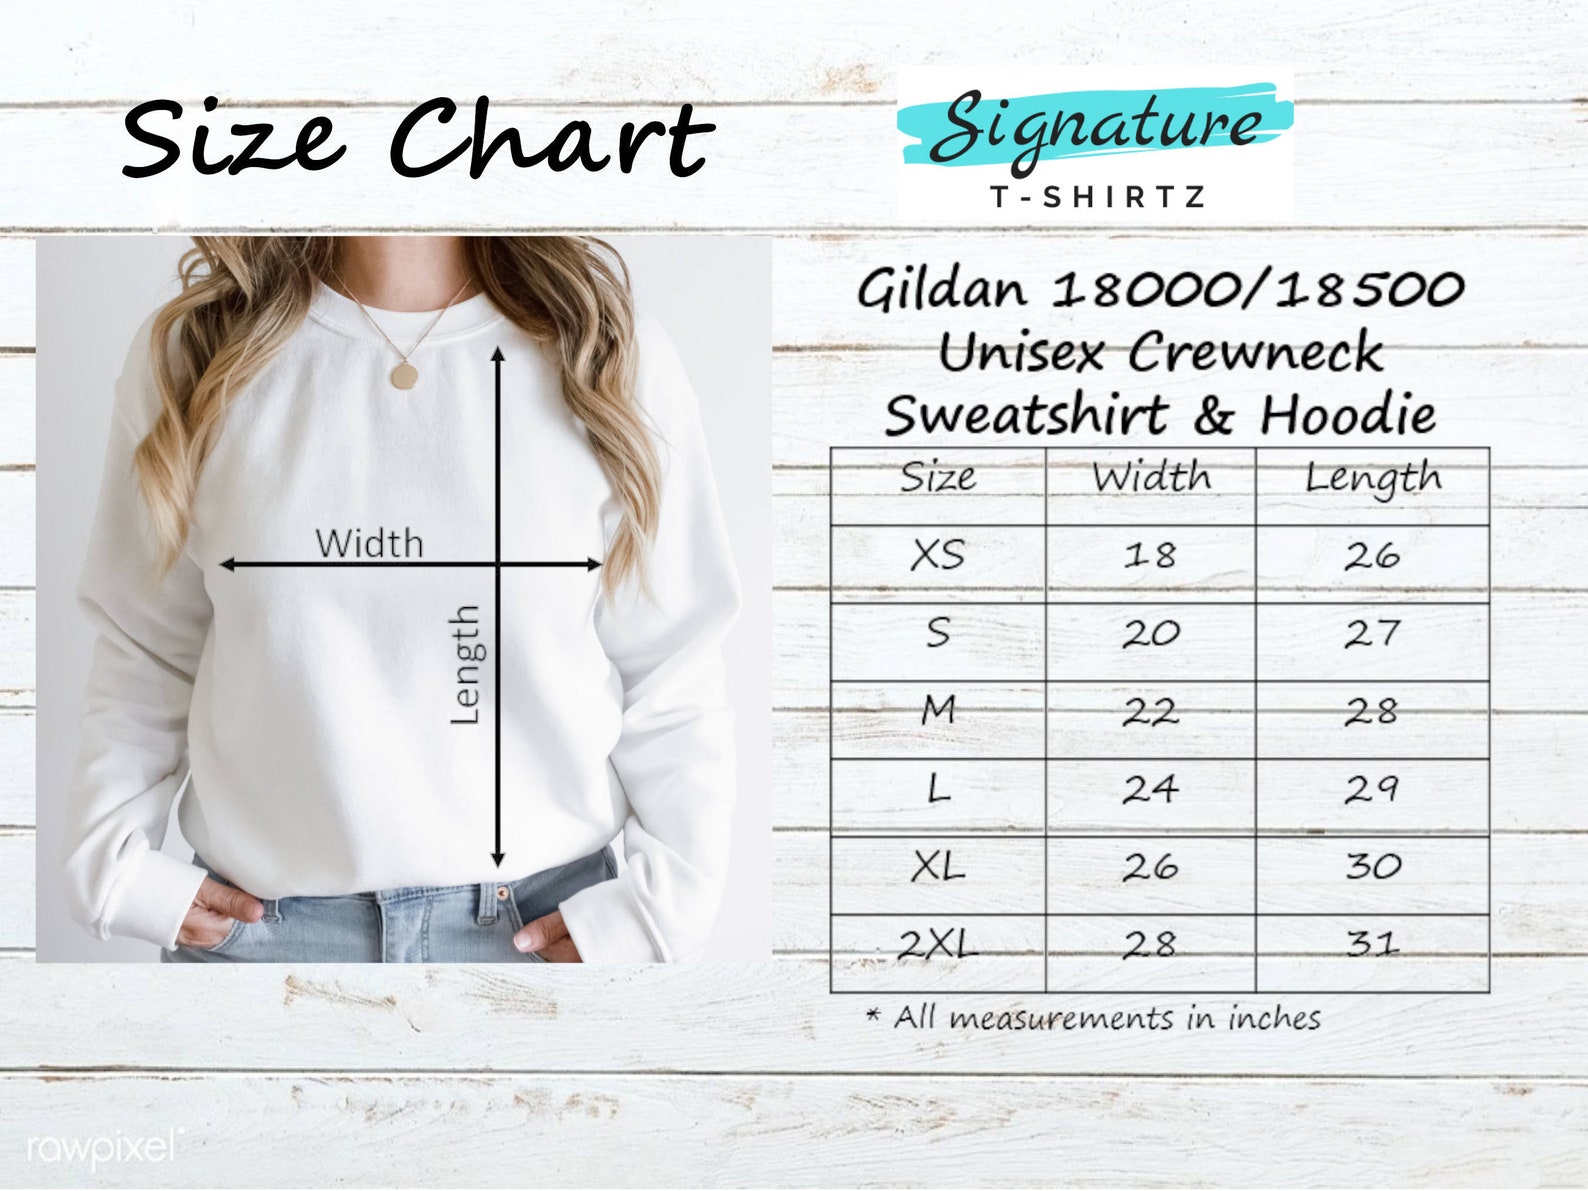 Size Chart
Signature
T-SHIRTZ
Width
Length
Gildan 18000/18500
Unisex Crewneck
Sweatshirt & Hoodie
Size Width Length
XS 18 26
S 20 27
M 22 28
L 24 29
XL 26 30
2XL 28 31
* All measurements in inches
rawpixel